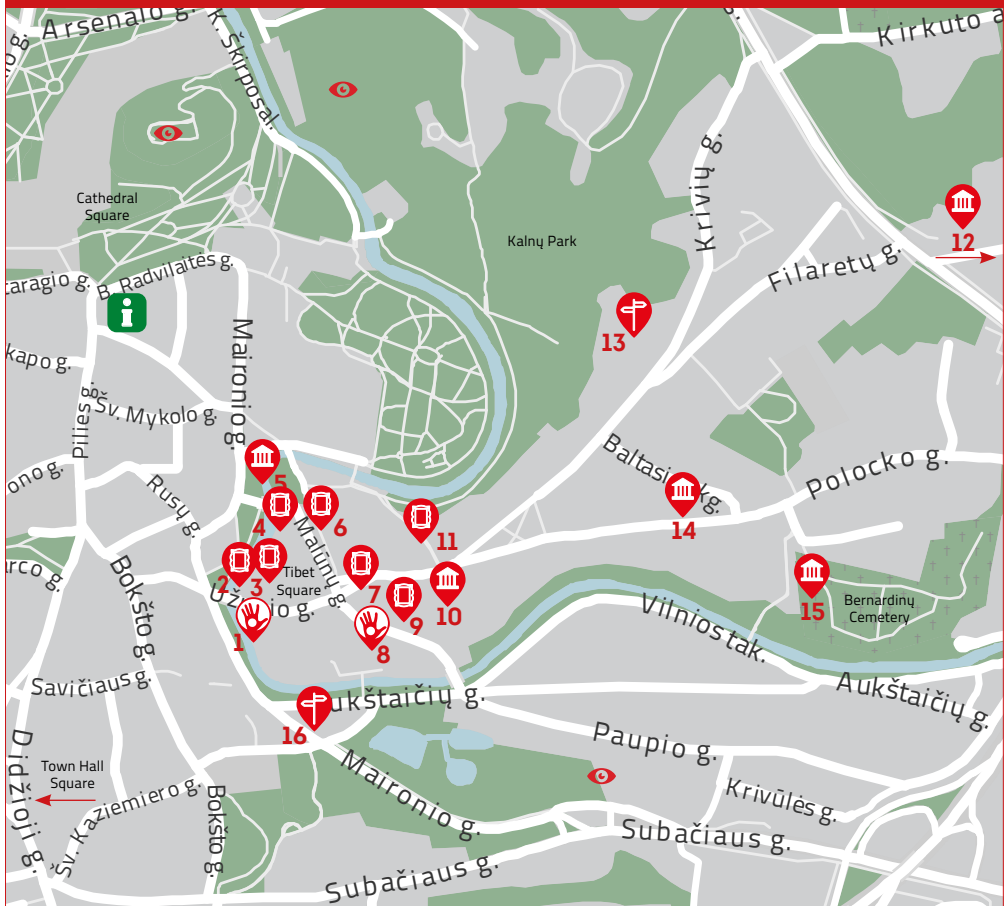 Arsenalo g.
K. Škirpos al.
Kirkuto
Cathedral
Square
Kalnų Park
Krivių g.
12
Filaretų g.
B. Radvilaitės g.
13
Maironio g.
Pilies g.
Šv. Mykolo g.
Baltasis skg.
Polocko g.
5
4
6
14
11
Rusų g.
Malūnų g.
2
3
Tibet
Square
7
Bokšto g.
Užupio g.
9
10
15
Bernardinų
Cemetery
1
8
Vilnios tak.
Savičiaus g.
Aukštaičių g.
Aukštaičių g.
16
Paupio g.
Didžioji g.
Town Hall
Square
Maironio g.
Krivūlės g.
Šv. Kaziemiero g.
Bokšto g.
Subačiaus g.
Subačiaus g.